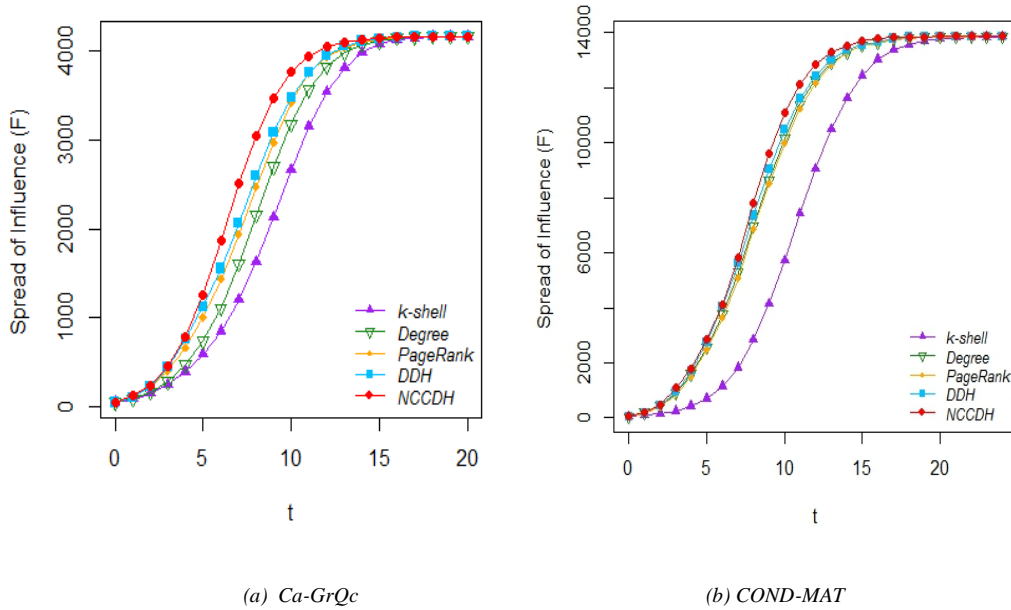 Spread of Influence (F)
4000
3000
2000
1000
0
k-shell
Degree
PageRank
DDH
NCCDH
0 5 10 15 20
t
(a) Ca-GrQc
Spread of Influence (F)
14000
10000
6000
2000
0
k-shell
Degree
PageRank
DDH
NCCDH
0 5 10 15 20
t
(b) COND-MAT